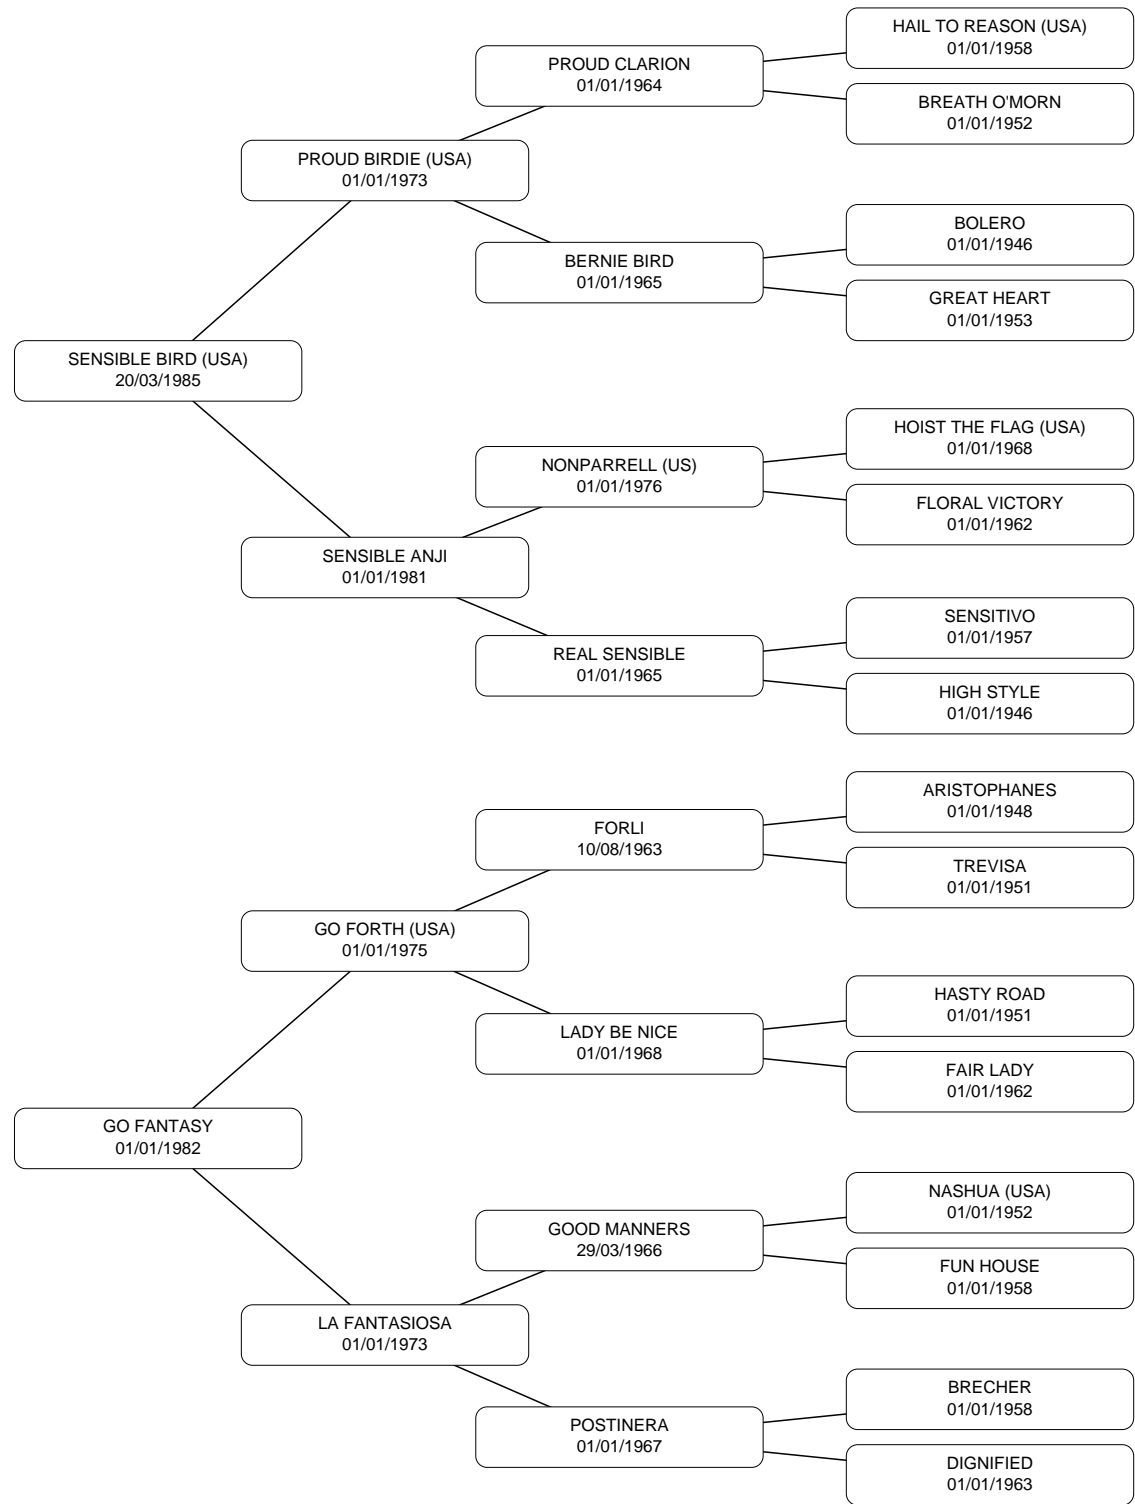 HAIL TO REASON (USA)
01/01/1958
PROUD CLARION
01/01/1964
BREATH O'MORN
01/01/1952
PROUD BIRDIE (USA)
01/01/1973
BOLERO
01/01/1946
BERNIE BIRD
01/01/1965
GREAT HEART
01/01/1953
SENSIBLE BIRD (USA)
20/03/1985
HOIST THE FLAG (USA)
01/01/1968
NONPARRELL (US)
01/01/1976
FLORAL VICTORY
01/01/1962
SENSIBLE ANJI
01/01/1981
SENSITIVO
01/01/1957
REAL SENSIBLE
01/01/1965
HIGH STYLE
01/01/1946
ARISTOPHANES
01/01/1948
FORLI
10/08/1963
TREVISA
01/01/1951
GO FORTH (USA)
01/01/1975
HASTY ROAD
01/01/1951
LADY BE NICE
01/01/1968
FAIR LADY
01/01/1962
GO FANTASY
01/01/1982
NASHUA (USA)
01/01/1952
GOOD MANNERS
29/03/1966
FUN HOUSE
01/01/1958
LA FANTASIOSA
01/01/1973
BRECHER
01/01/1958
POSTINERA
01/01/1967
DIGNIFIED
01/01/1963